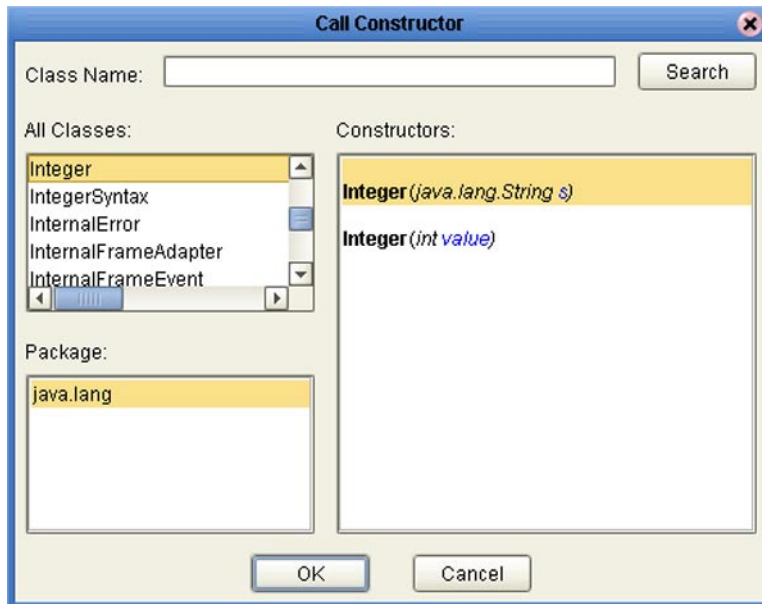 Call Constructor
Class Name:
Search
All Classes:
Integer
IntegerSyntax
InternalError
InternalFrameAdapter
InternalFrameEvent
Package:
java.lang
Constructors:
Integer(java.lang.String s)
Integer(int value)
OK
Cancel